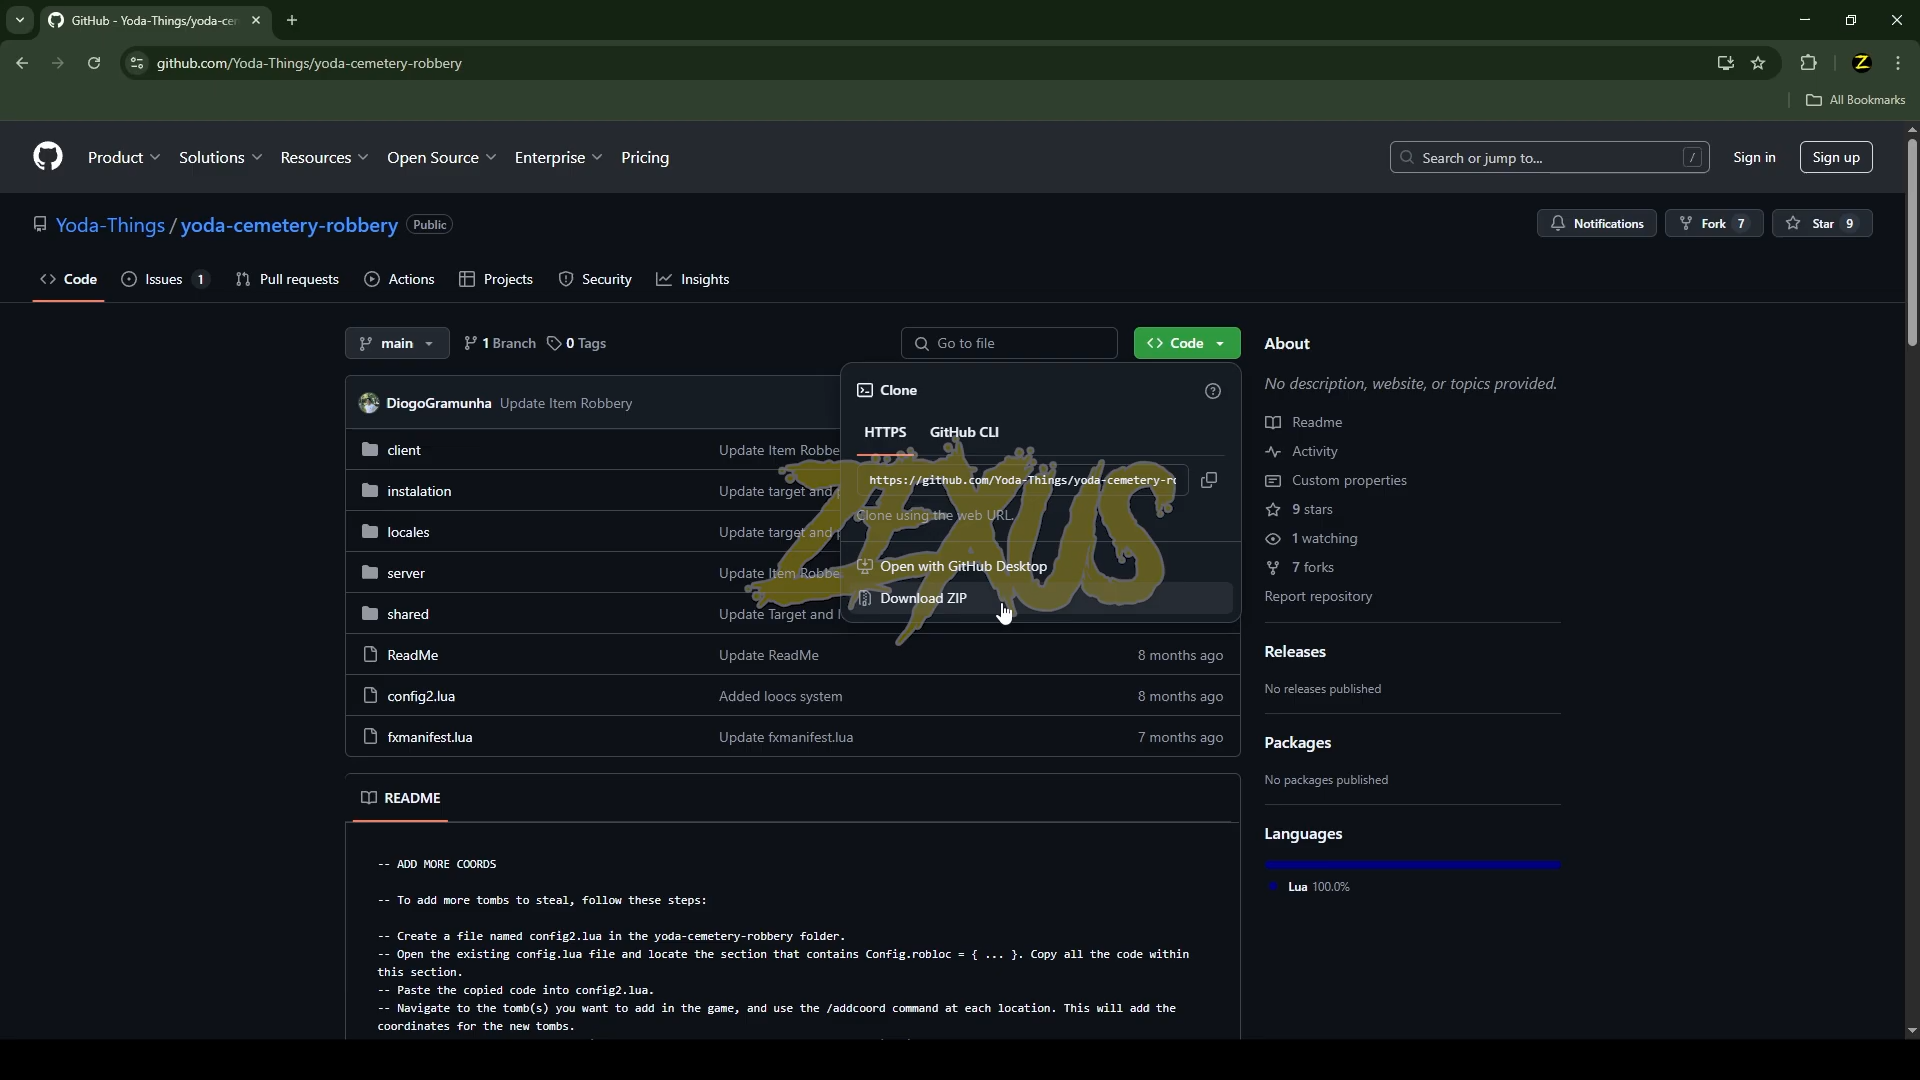 GitHub - Yoda-Things/yoda-cer
github.com/Yoda-Things/yoda-cemetery-robbery
Z
All Bookmarks
Product
Solutions
Resources
Open Source
Enterprise
Pricing
Search or jump to...
/
Sign in
Sign up
Yoda-Things / yoda-cemetery-robbery
Public
Notifications
Fork 7
Star 9
Code
Issues 1
Pull requests
Actions
Projects
Security
Insights
main
1 Branch
0 Tags
Go to file
Code
DiogoGramunha Update Item Robbery
client Update Item Robbe
instalation Update target and p
locales Update target and p
server Update Item Robbe
shared Update Target and
ReadMe Update ReadMe 8 months ago
config2.lua Added loocs system 8 months ago
fxmanifest.lua Update fxmanifest.lua 7 months ago
Clone
HTTPS GitHub CLI
https://github.com/Yoda-Things/yoda-cemetery-rc
Clone using the web URL.
Open with GitHub Desktop
Download ZIP
ZEXUS
README
-- ADD MORE COORDS
-- To add more tombs to steal, follow these steps:
-- Create a file named config2.lua in the yoda-cemetery-robbery folder.
-- Open the existing config.lua file and locate the section that contains Config.robloc = { ... }. Copy all the code within
this section.
-- Paste the copied code into config2.lua.
-- Navigate to the tomb(s) you want to add in the game, and use the /addcoord command at each location. This will add the
coordinates for the new tombs.
About
No description, website, or topics provided.
Readme
Activity
Custom properties
9 stars
1 watching
7 forks
Report repository
Releases
No releases published
Packages
No packages published
Languages
Lua 100.0%